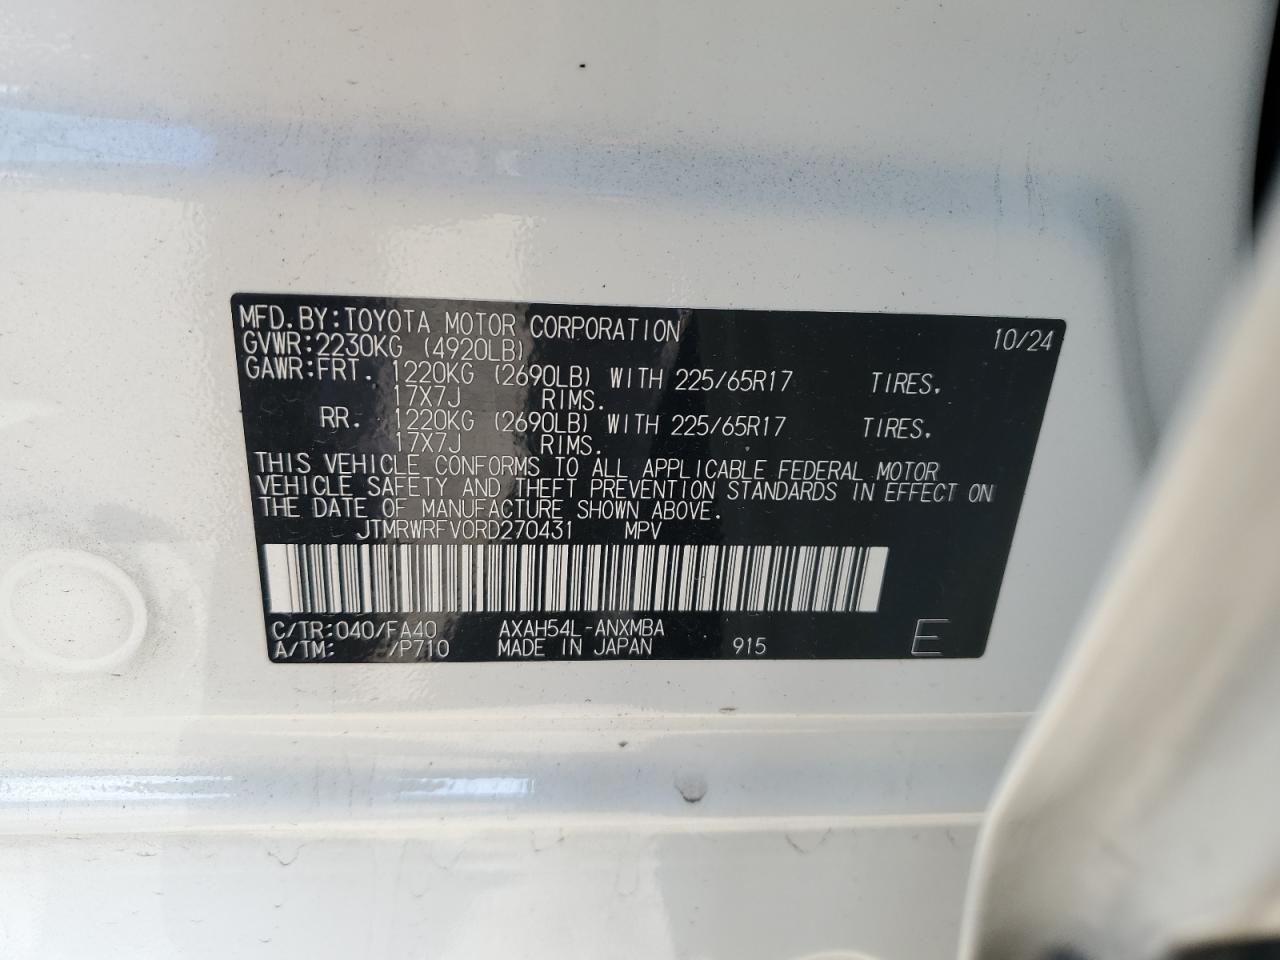 MFD.BY:TOYOTA MOTOR CORPORATION 10/24
GVWR:2230KG (4920LB)
GAWR:FRT. 1220KG (2690LB) WITH 225/65R17 TIRES.
17X7J RIMS.
RR. 1220KG (2690LB) WITH 225/65R17 TIRES.
17X7J RIMS.
THIS VEHICLE CONFORMS TO ALL APPLICABLE FEDERAL MOTOR
VEHICLE SAFETY AND THEFT PREVENTION STANDARDS IN EFFECT ON
THE DATE OF MANUFACTURE SHOWN ABOVE.
JTMRWRFV0RD270431 MPV
C/TR:040/FA40 AXAH54L-ANXMBA
A/TM: /P710 MADE IN JAPAN 915 E